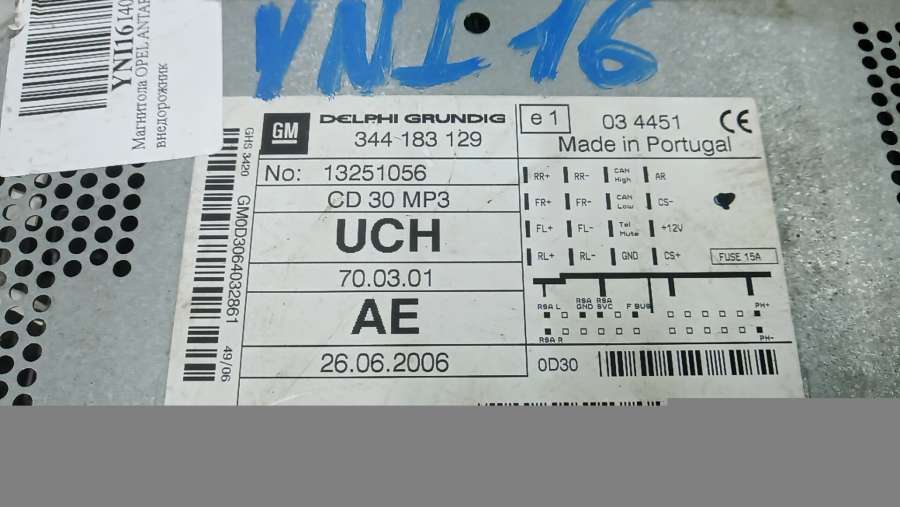 YNI 16
YNI16140
Магнитола OPEL ANTAR
внедорожник
GM
DELPHI GRUNDIG
344 183 129
e 1
03 4451
CE
Made in Portugal
No: 13251056
CD 30 MP3
UCH
70.03.01
AE
26.06.2006
GHS 3420
GM0D3064032861
49/06
RR+ RR- CAN High AR
FR+ FR- CAN Low CS-
FL+ FL- Tel Mute +12V
RL+ RL- GND CS+
FUSE 15A
RSA L RSA GND RSA SVC F BUS PH+
RSA R PH-
0D30